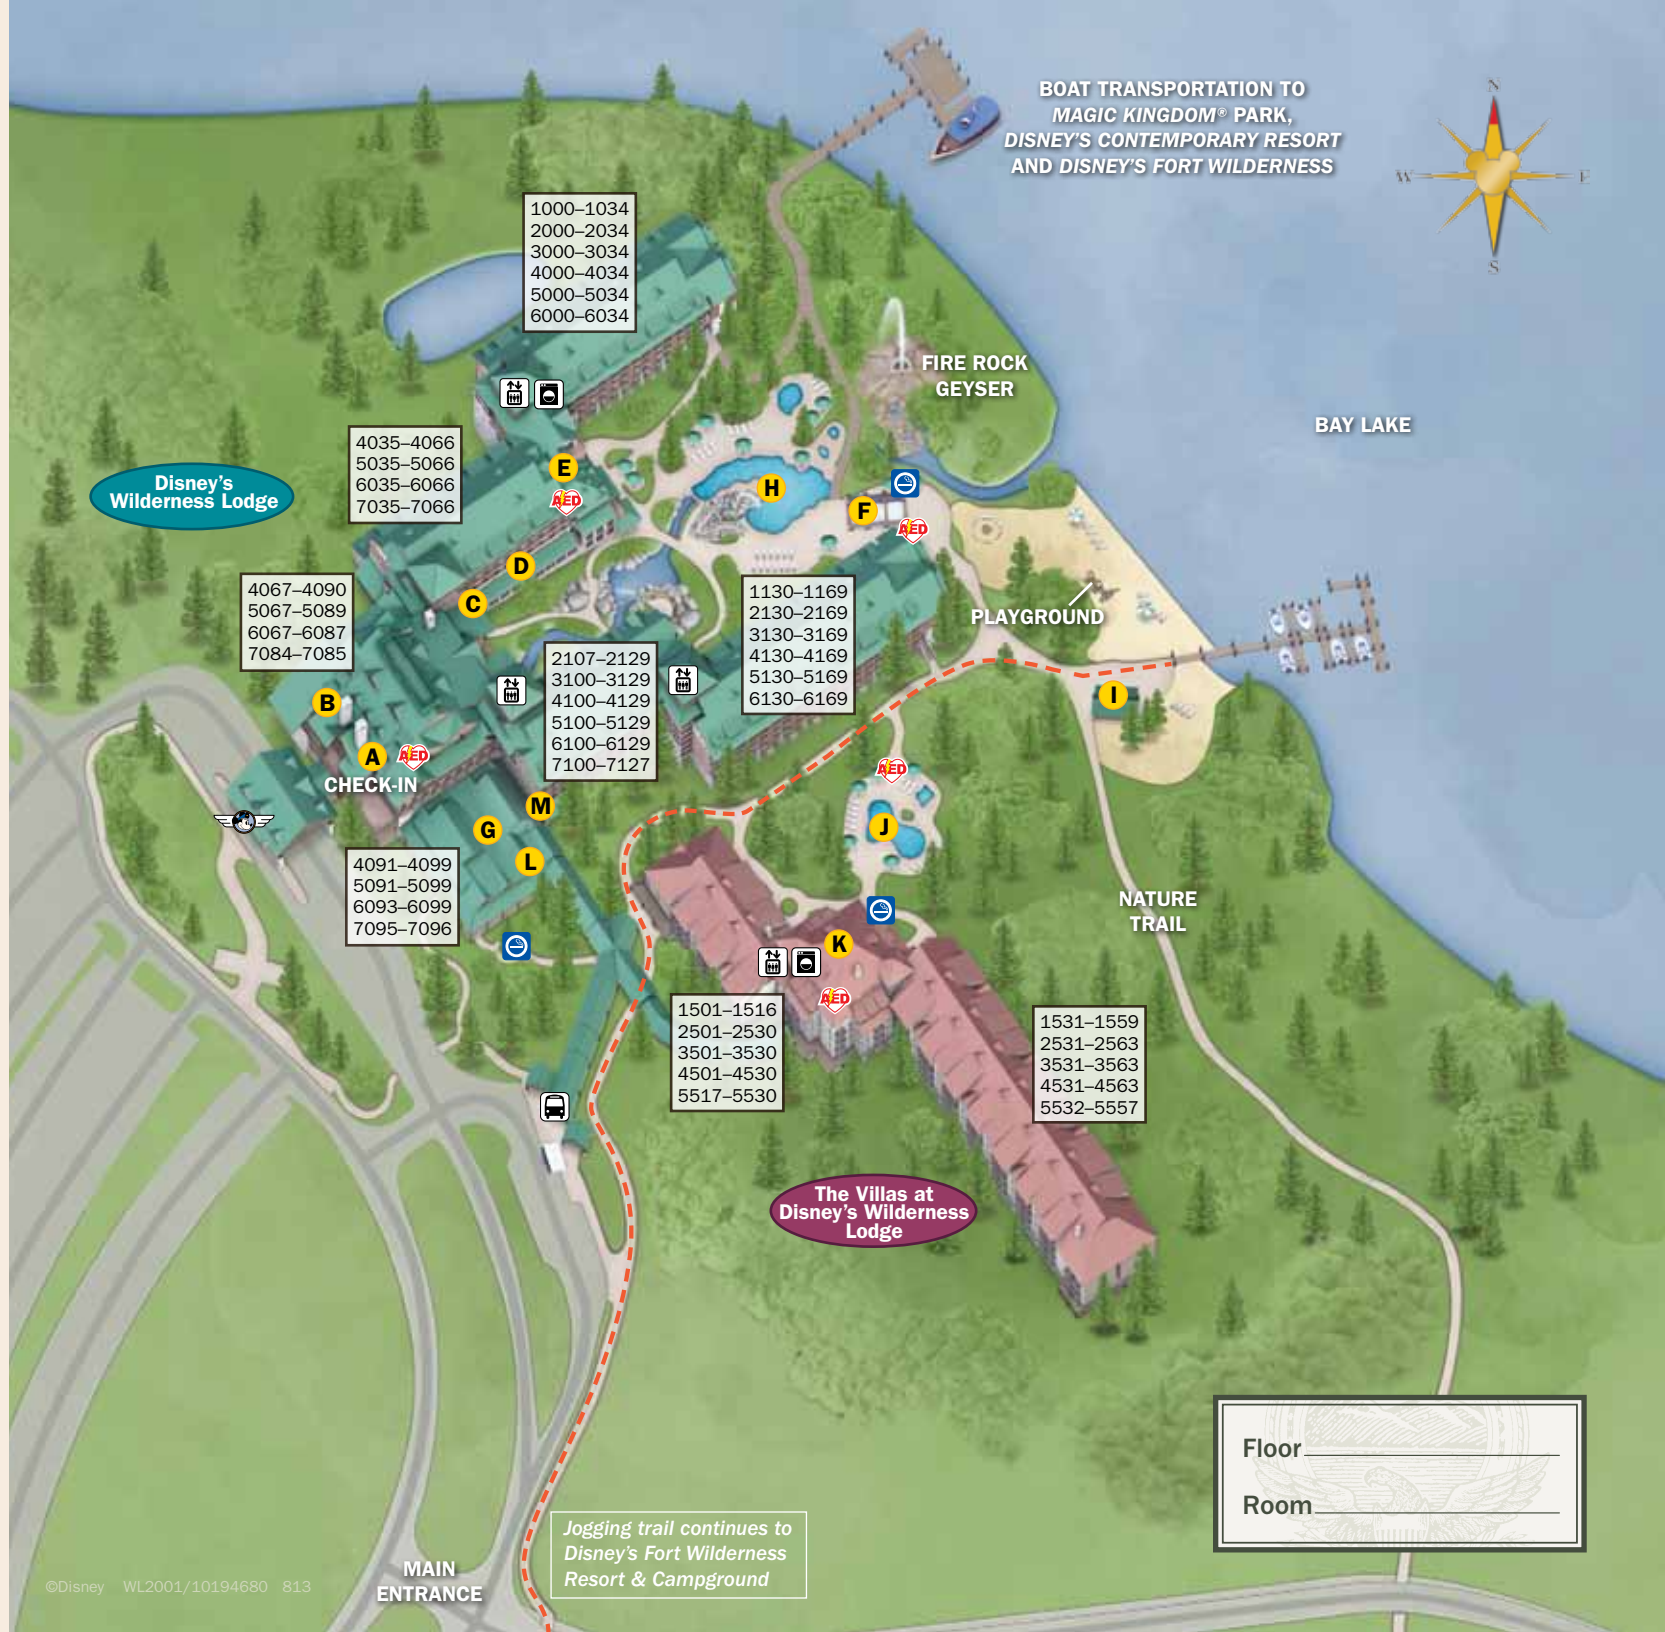 BOAT TRANSPORTATION TO
MAGIC KINGDOM® PARK,
DISNEY'S CONTEMPORARY RESORT
AND DISNEY'S FORT WILDERNESS
N
W
E
S
1000–1034
2000–2034
3000–3034
4000–4034
5000–5034
6000–6034
FIRE ROCK
GEYSER
BAY LAKE
4035–4066
5035–5066
6035–6066
7035–7066
Disney's
Wilderness Lodge
E
AED
H
F
AED
D
C
4067–4090
5067–5089
6067–6087
7084–7085
1130–1169
2130–2169
3130–3169
4130–4169
5130–5169
6130–6169
PLAYGROUND
2107–2129
3100–3129
4100–4129
5100–5129
6100–6129
7100–7127
B
I
A
AED
CHECK-IN
AED
M
G
L
J
4091–4099
5091–5099
6093–6099
7095–7096
NATURE
TRAIL
K
AED
1501–1516
2501–2530
3501–3530
4501–4530
5517–5530
1531–1559
2531–2563
3531–3563
4531–4563
5532–5557
The Villas at
Disney's Wilderness
Lodge
Floor
Room
Jogging trail continues to
Disney's Fort Wilderness
Resort & Campground
MAIN
ENTRANCE
©Disney WL2001/10194680 813